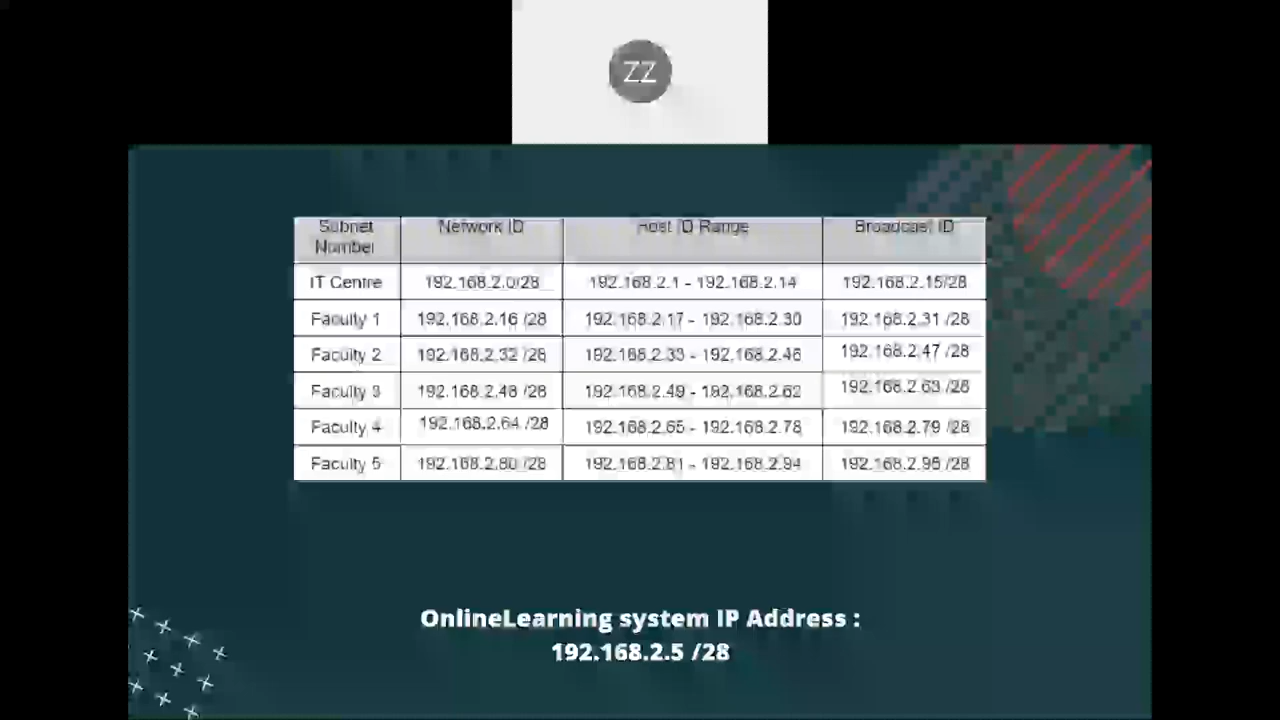 ZZ
Subnet Number Network ID Host ID Range Broadcast ID
IT Centre 192.168.2.0/28 192.168.2.1 - 192.168.2.14 192.168.2.15/28
Faculty 1 192.168.2.16 /28 192.168.2.17 - 192.168.2.30 192.168.2.31 /28
Faculty 2 192.168.2.32 /28 192.168.2.33 - 192.168.2.46 192.168.2.47 /28
Faculty 3 192.168.2.48 /28 192.168.2.49 - 192.168.2.62 192.168.2.63 /28
Faculty 4 192.168.2.64 /28 192.168.2.65 - 192.168.2.78 192.168.2.79 /28
Faculty 5 192.168.2.80 /28 192.168.2.81 - 192.168.2.94 192.168.2.95 /28
OnlineLearning system IP Address :
192.168.2.5 /28